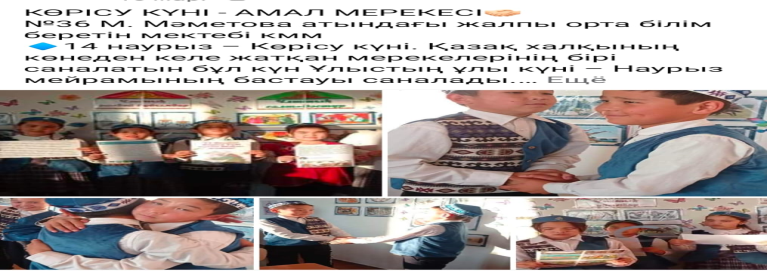 КӨРІСУ КҮНІ - АМАЛ МЕРЕКЕСІ🤝
№36 М. Мәметова атындағы жалпы орта білім
беретін мектебі кмм
🔹14 наурыз – Көрісу күні. Қазақ халқының
көнеден келе жатқан мерекелерінің бірі
саналатын бұл күн Ұлыстың ұлы күні – Наурыз
мейрамының бастауы саналады.... Ещё